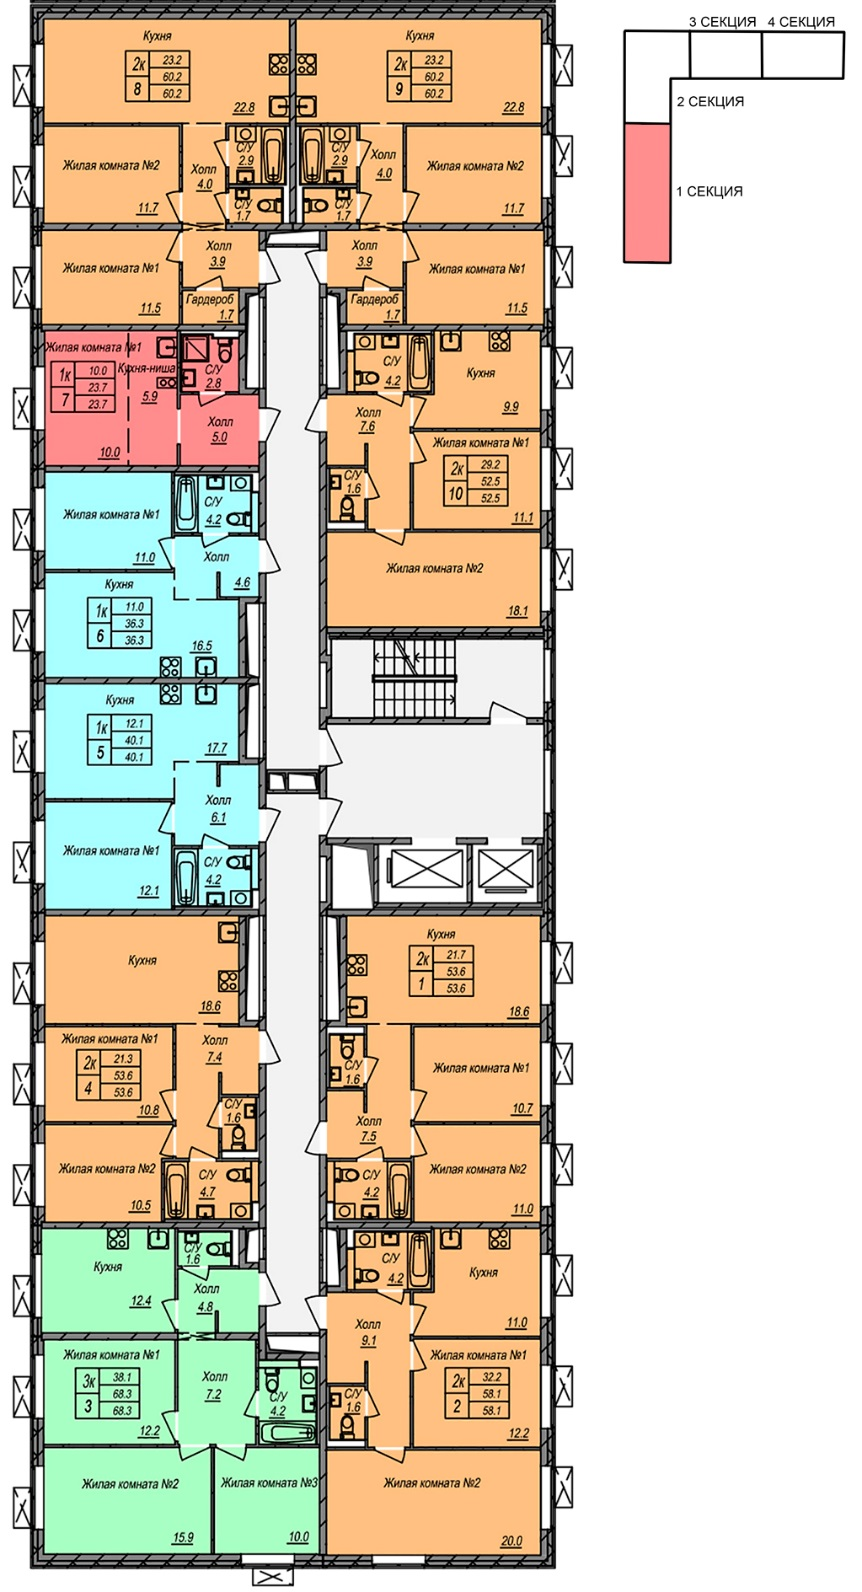 3 СЕКЦИЯ 4 СЕКЦИЯ
2 СЕКЦИЯ
1 СЕКЦИЯ
Кухня
2к 23.2
60.2
8 60.2
22.8
Кухня
2к 23.2
60.2
9 60.2
22.8
Жилая комната №2
11.7
Холл
4.0
С/У
2.9
С/У
1.7
С/У
2.9
С/У
1.7
Холл
4.0
Жилая комната №2
11.7
Жилая комната №1
11.5
Холл
3.9
Гардероб
1.7
Холл
3.9
Гардероб
1.7
Жилая комната №1
11.5
Жилая комната №1
1к 10.0
23.7
7 23.7
10.0
Кухня-ниша
5.9
С/У
2.8
Холл
5.0
С/У
4.2
Кухня
9.9
Холл
7.6
Жилая комната №1
2к 29.2
52.5
10 52.5
11.1
С/У
1.6
Жилая комната №2
18.1
Жилая комната №1
11.0
С/У
4.2
Холл
4.6
Кухня
1к 11.0
36.3
6 36.3
16.5
Кухня
1к 12.1
40.1
5 40.1
17.7
Холл
6.1
Жилая комната №1
12.1
С/У
4.2
Кухня
18.6
Кухня
2к 21.7
53.6
1 53.6
18.6
Жилая комната №1
2к 21.3
53.6
4 53.6
10.8
Холл
7.4
С/У
1.6
С/У
1.6
Жилая комната №1
10.7
Холл
7.5
Жилая комната №2
10.5
С/У
4.7
С/У
4.2
Жилая комната №2
11.0
Кухня
12.4
С/У
1.6
Холл
4.8
С/У
4.2
Кухня
11.0
Холл
9.1
Жилая комната №1
3к 38.1
68.3
3 68.3
12.2
Холл
7.2
С/У
4.2
С/У
1.6
Жилая комната №1
2к 32.2
58.1
2 58.1
12.2
Жилая комната №2
15.9
Жилая комната №3
10.0
Жилая комната №2
20.0